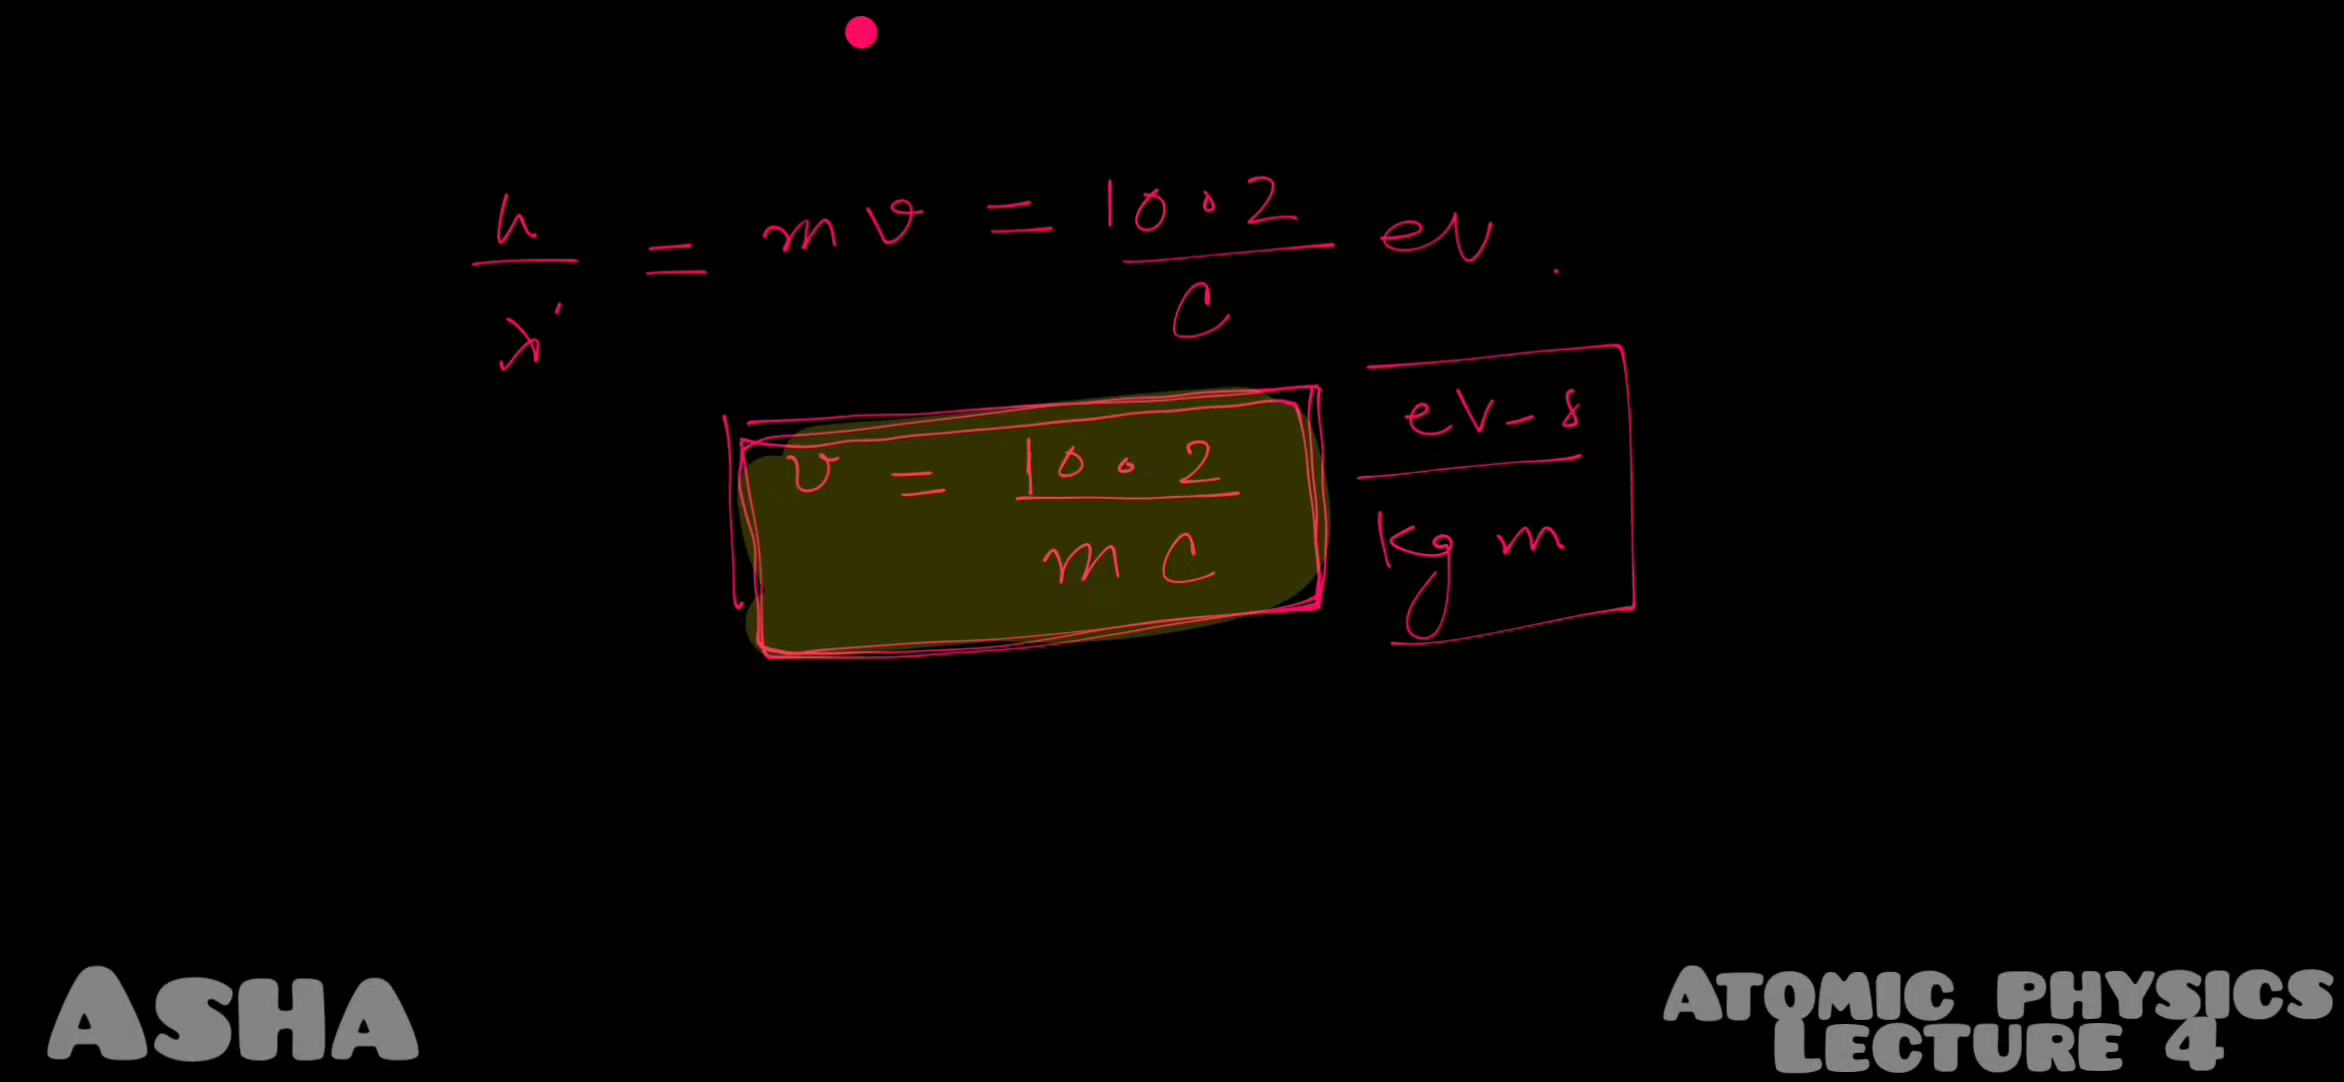 h/λ' = mv = 10.2/C eV.
v = 10.2/mC eV-s/kg m
ASHA
ATOMIC PHYSICS
LECTURE 4